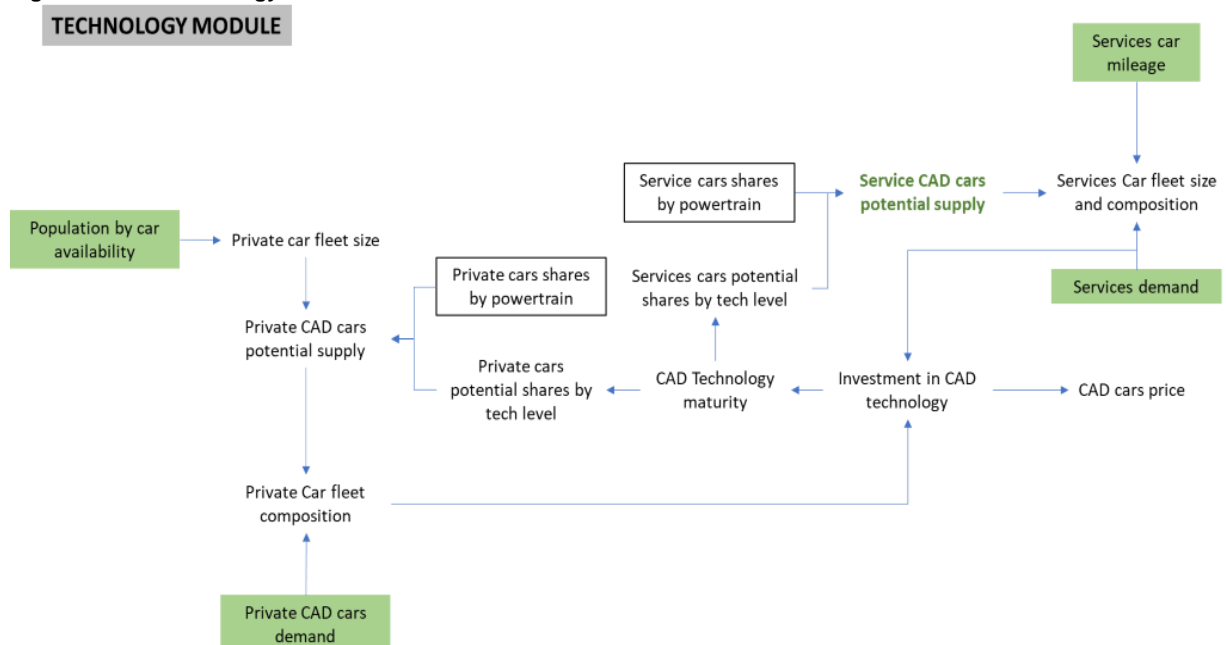 TECHNOLOGY MODULE
Services car
mileage
Service cars shares
by powertrain
Service CAD cars
potential supply
Services Car fleet size
and composition
Population by car
availability
Private car fleet size
Private cars shares
by powertrain
Services cars potential
shares by tech level
Services demand
Private CAD cars
potential supply
Private cars
potential shares by
tech level
CAD Technology
maturity
Investment in CAD
technology
CAD cars price
Private Car fleet
composition
Private CAD cars
demand